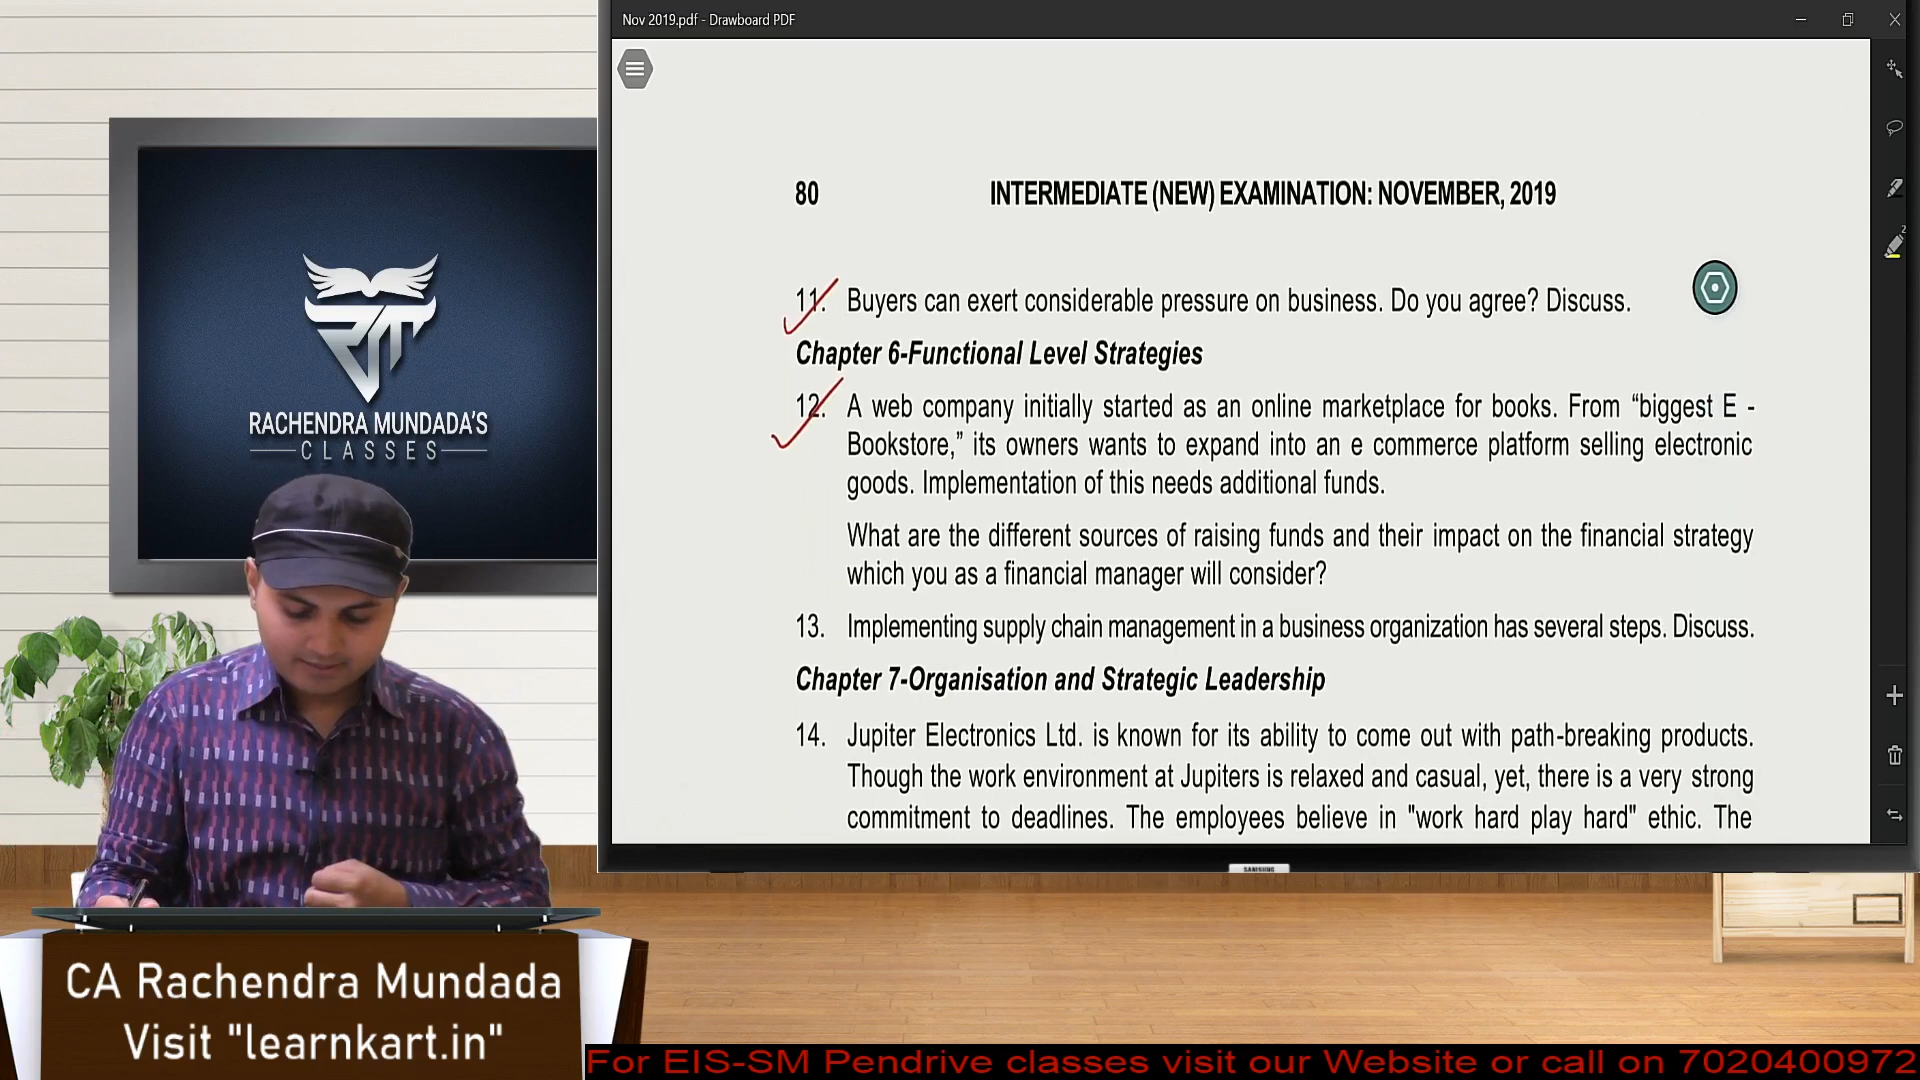 Nov 2019.pdf - Drawboard PDF
80 INTERMEDIATE (NEW) EXAMINATION: NOVEMBER, 2019
11. Buyers can exert considerable pressure on business. Do you agree? Discuss.
Chapter 6-Functional Level Strategies
12. A web company initially started as an online marketplace for books. From “biggest E -
Bookstore,” its owners wants to expand into an e commerce platform selling electronic
goods. Implementation of this needs additional funds.
What are the different sources of raising funds and their impact on the financial strategy
which you as a financial manager will consider?
13. Implementing supply chain management in a business organization has several steps. Discuss.
Chapter 7-Organisation and Strategic Leadership
14. Jupiter Electronics Ltd. is known for its ability to come out with path-breaking products.
Though the work environment at Jupiters is relaxed and casual, yet, there is a very strong
commitment to deadlines. The employees believe in "work hard play hard" ethic. The
2
SAMSUNG
RACHENDRA MUNDADA'S
CLASSES
CA Rachendra Mundada
Visit "learnkart.in"
For EIS-SM Pendrive classes visit our Website or call on 7020400972